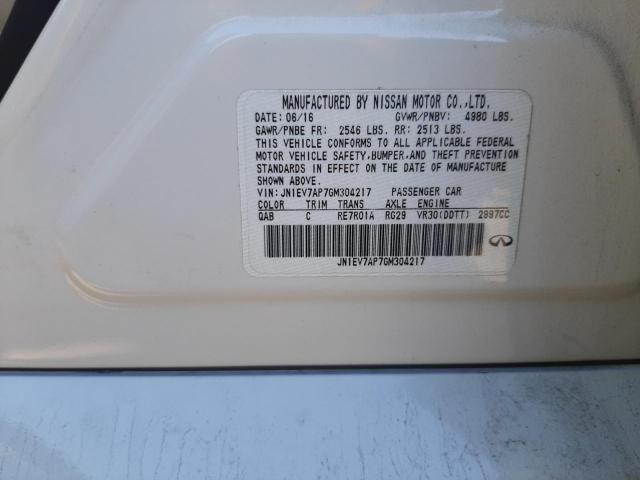 MANUFACTURED BY NISSAN MOTOR CO.,LTD.
DATE: 06/16 GVWR/PNBV: 4980 LBS.
GAWR/PNBE FR: 2546 LBS. RR: 2513 LBS.
THIS VEHICLE CONFORMS TO ALL APPLICABLE FEDERAL
MOTOR VEHICLE SAFETY,BUMPER,AND THEFT PREVENTION
STANDARDS IN EFFECT ON THE DATE OF MANUFACTURE
SHOWN ABOVE.
VIN: JN1EV7AP7GM304217 PASSENGER CAR
COLOR TRIM TRANS AXLE ENGINE
QAB C RE7R01A RG29 VR30(DDTT) 2997CC
JN1EV7AP7GM304217